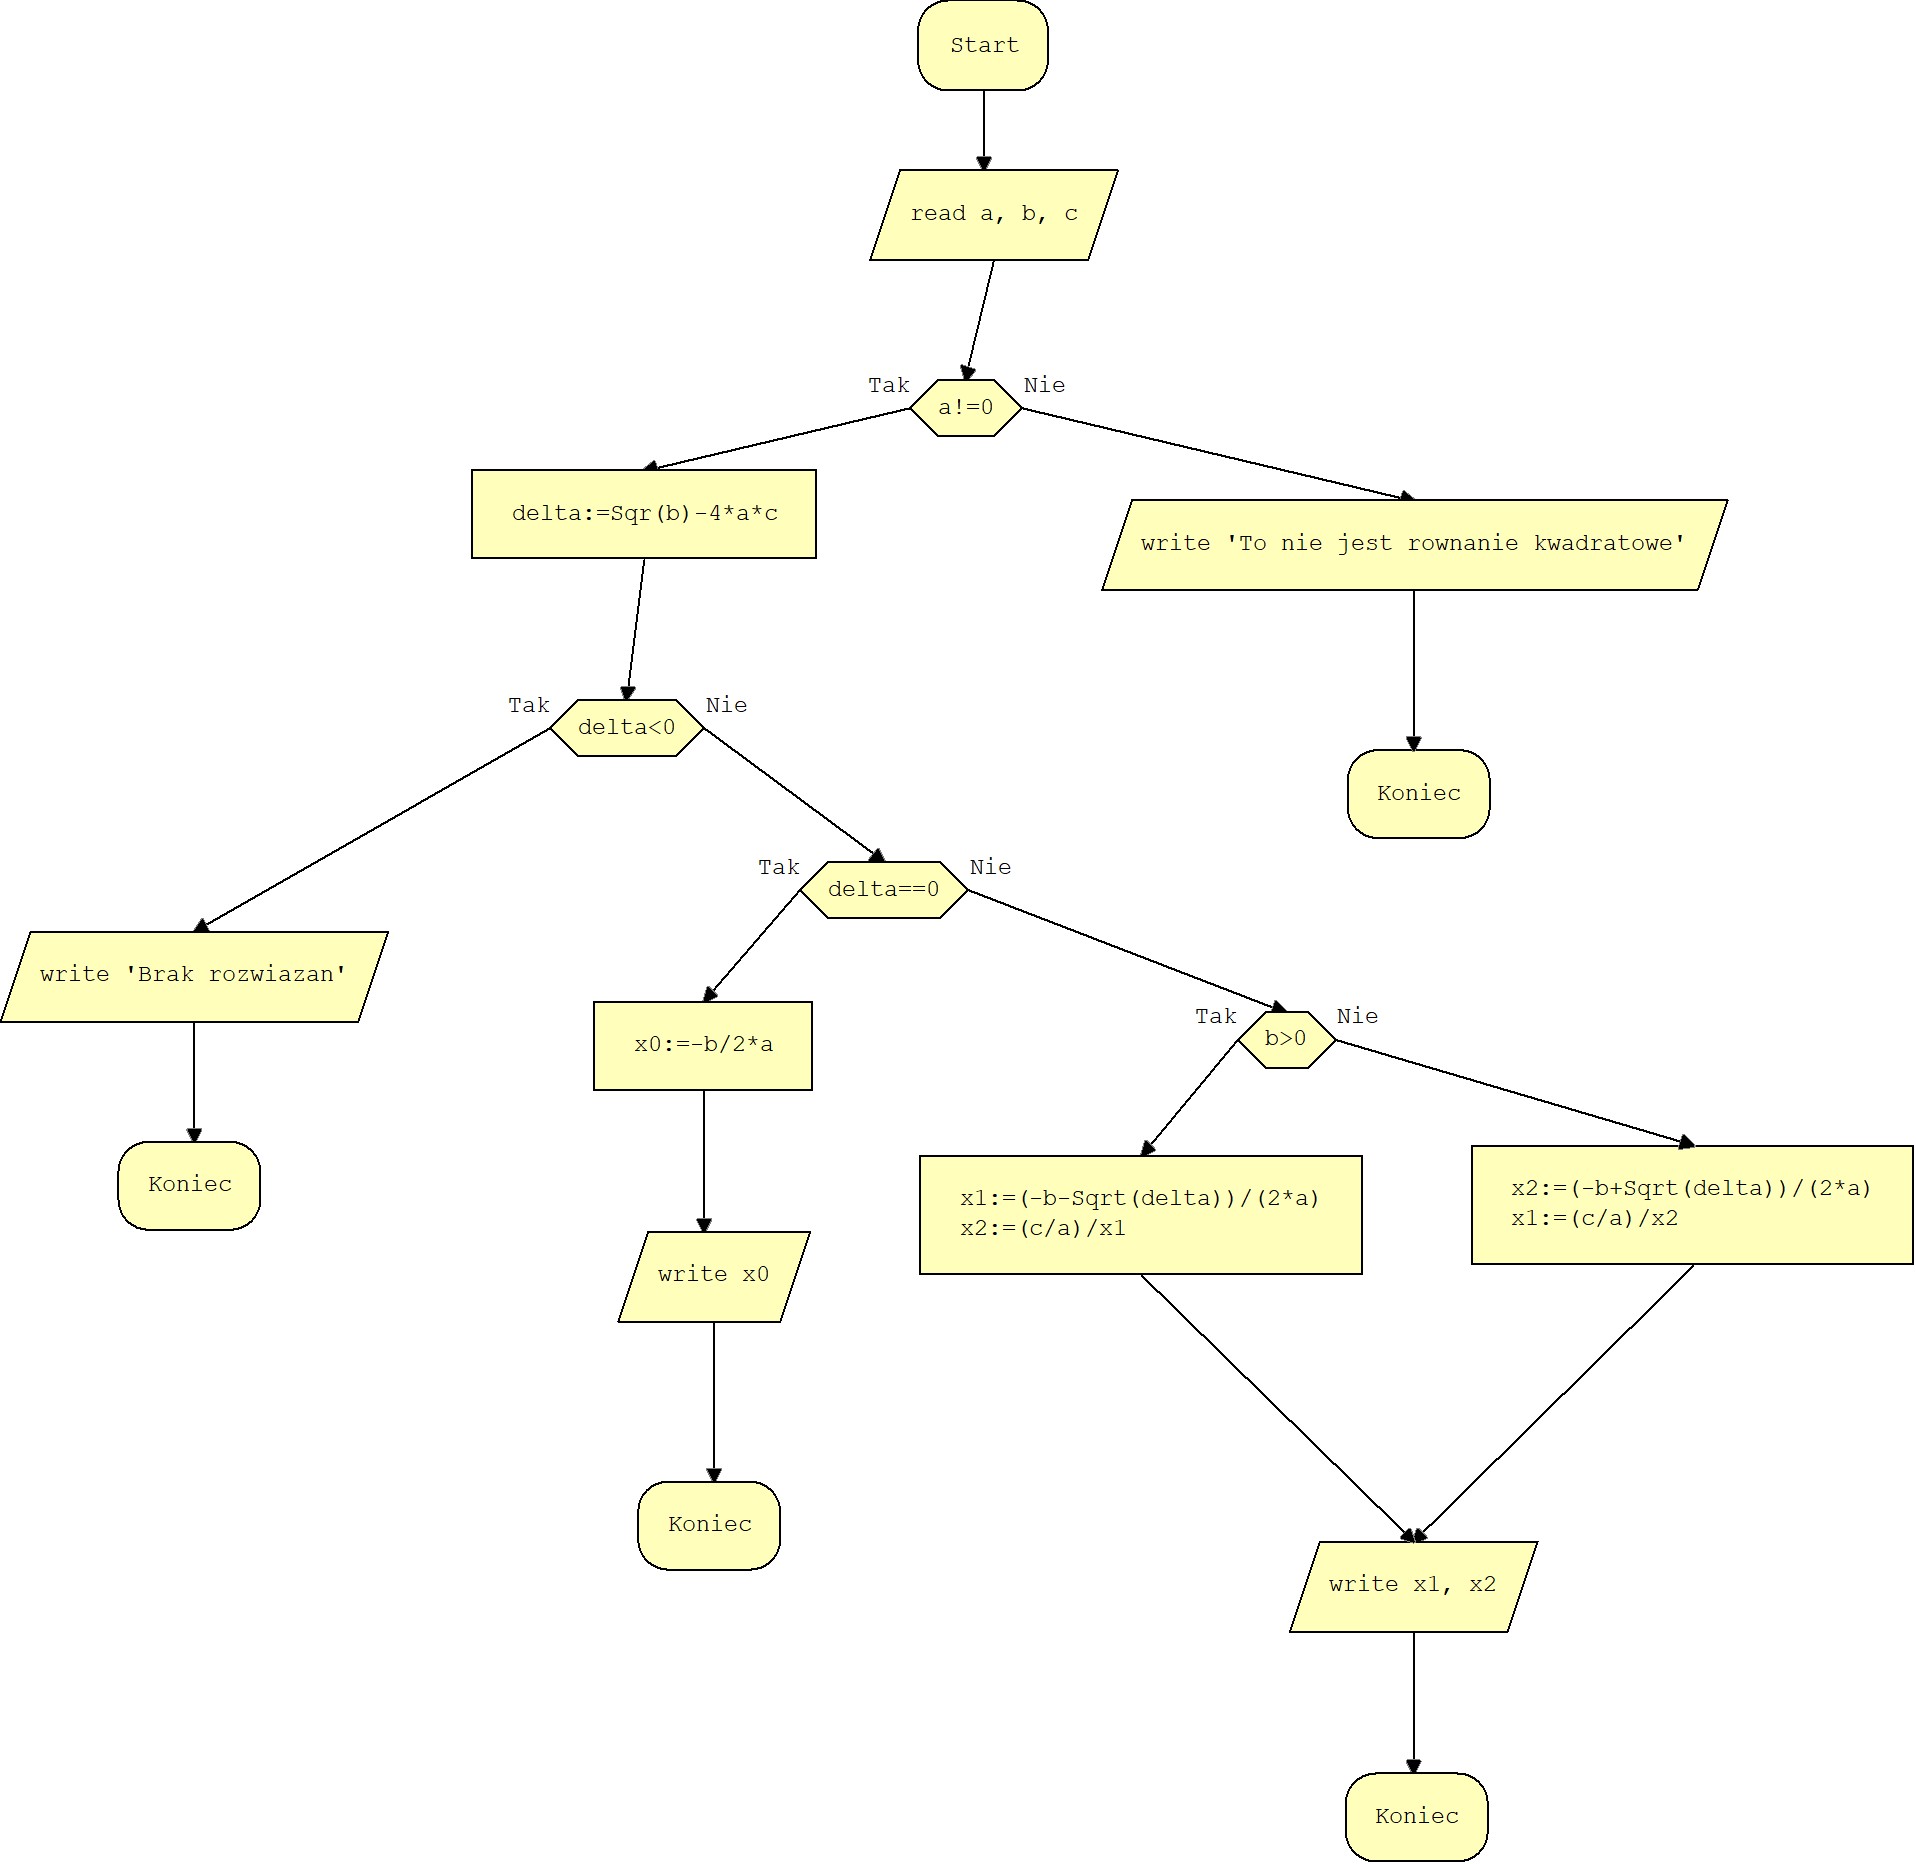 Start
read a, b, c
Tak
Nie
a!=0
delta:=Sqr(b)-4*a*c
write 'To nie jest rownanie kwadratowe'
Tak
Nie
delta<0
Koniec
Tak
Nie
delta==0
write 'Brak rozwiazan'
x0:=-b/2*a
Tak
Nie
b>0
Koniec
x1:=(-b-Sqrt(delta))/(2*a)
x2:=(c/a)/x1
x2:=(-b+Sqrt(delta))/(2*a)
x1:=(c/a)/x2
write x0
Koniec
write x1, x2
Koniec